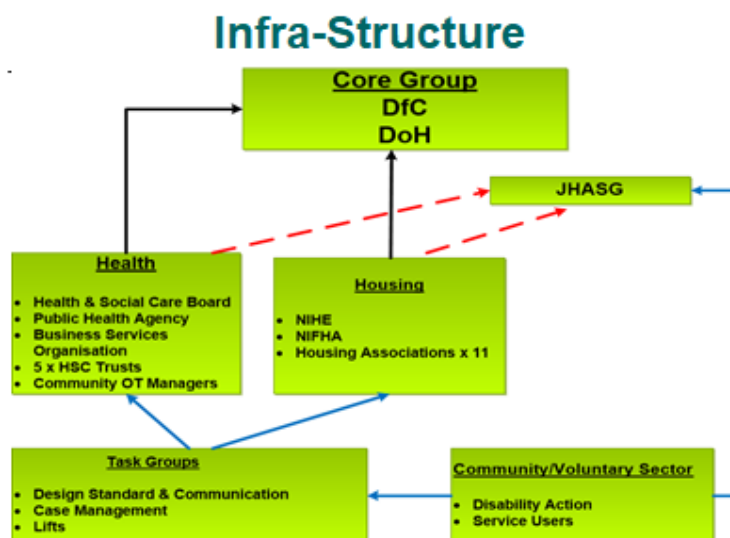 Infra-Structure
Core Group
DfC
DoH
JHASG
Health
• Health & Social Care Board
• Public Health Agency
• Business Services
Organisation
• 5 x HSC Trusts
• Community OT Managers
Housing
• NIHE
• NIFHA
• Housing Associations x 11
Task Groups
• Design Standard & Communication
• Case Management
• Lifts
Community/Voluntary Sector
• Disability Action
• Service Users